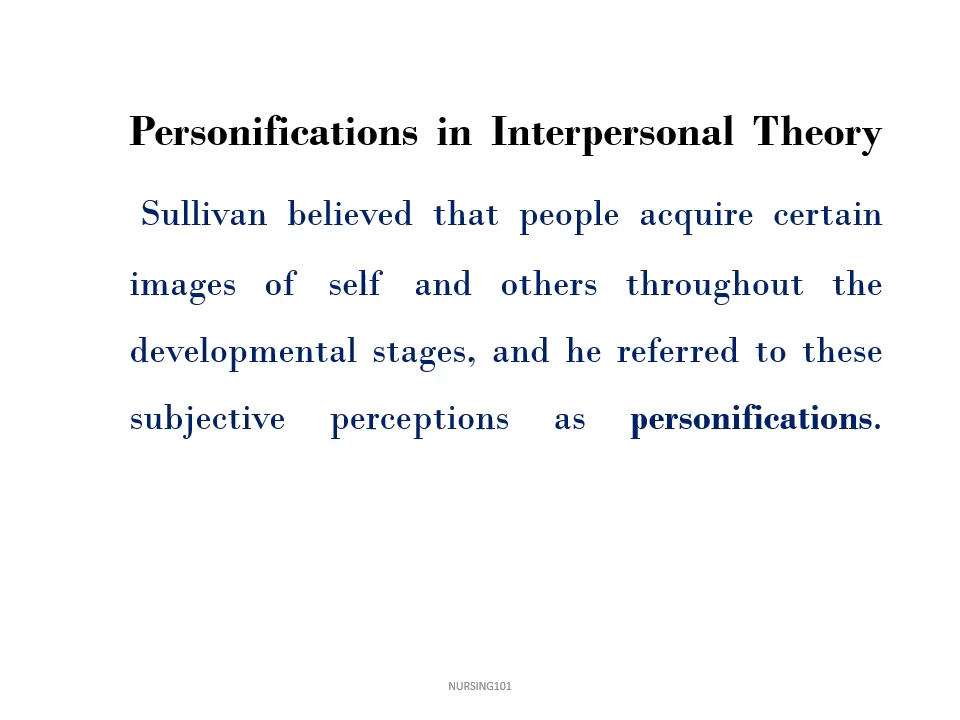 Personifications in Interpersonal Theory
Sullivan believed that people acquire certain
images of self and others throughout the
developmental stages, and he referred to these
subjective perceptions as personifications.
NURSING101